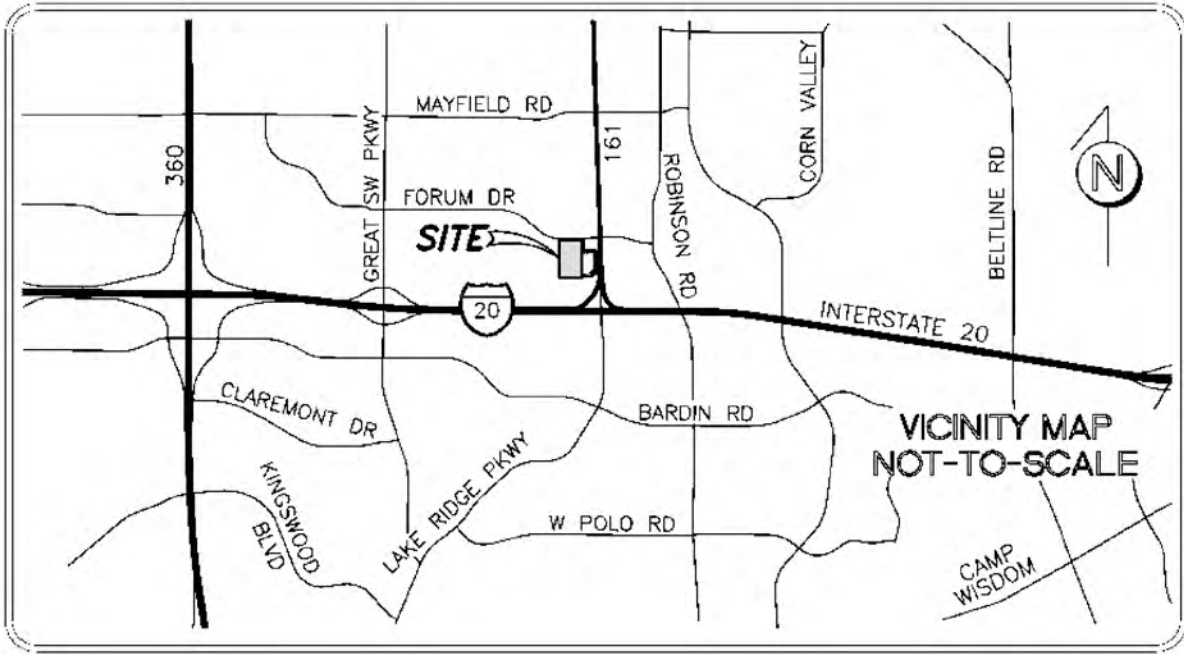 MAYFIELD RD
360
GREAT SW PKWY
161
CORN VALLEY
ROBINSON RD
BELTLINE RD
N
FORUM DR
SITE
20
INTERSTATE 20
CLAREMONT DR
BARDIN RD
VICINITY MAP
NOT-TO-SCALE
KINGSWOOD
BLVD
LAKE RIDGE PKWY
W POLO RD
CAMP
WISDOM